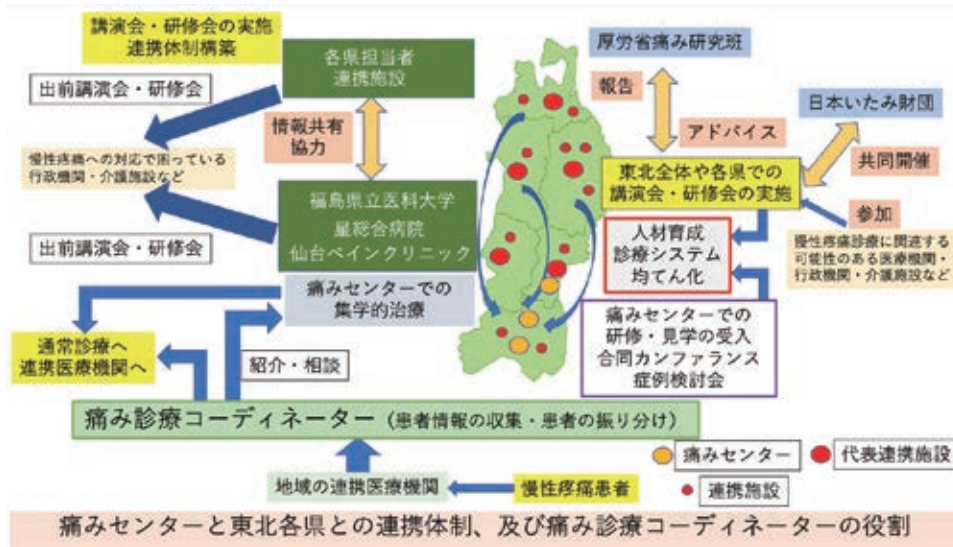 講演会・研修会の実施
連携体制構築
各県担当者
連携施設
出前講演会・研修会
情報共有
協力
慢性疼痛への対応で困っている
行政機関・介護施設など
福島県立医科大学
星総合病院
仙台ペインクリニック
出前講演会・研修会
痛みセンターでの
集学的治療
通常診療へ
連携医療機関へ
紹介・相談
痛み診療コーディネーター(患者情報の収集・患者の振り分け)
地域の連携医療機関
慢性疼痛患者
厚労省痛み研究班
報告
アドバイス
日本いたみ財団
共同開催
東北全体や各県での
講演会・研修会の実施
参加
慢性疼痛診療に関連する
可能性のある医療機関・
行政機関・介護施設など
人材育成
診療システム
均てん化
痛みセンターでの
研修・見学の受入
合同カンファランス
症例検討会
痛みセンター
代表連携施設
連携施設
痛みセンターと東北各県との連携体制、及び痛み診療コーディネーターの役割